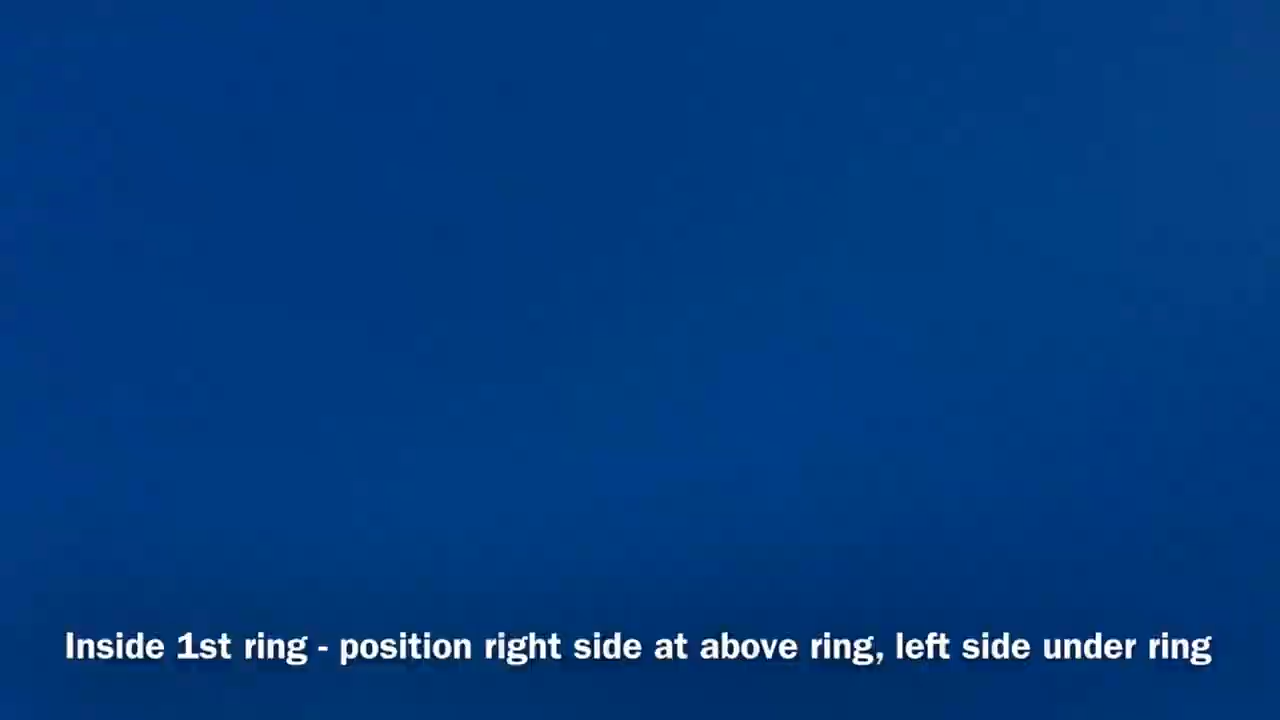 Inside 1st ring - position right side at above ring, left side under ring